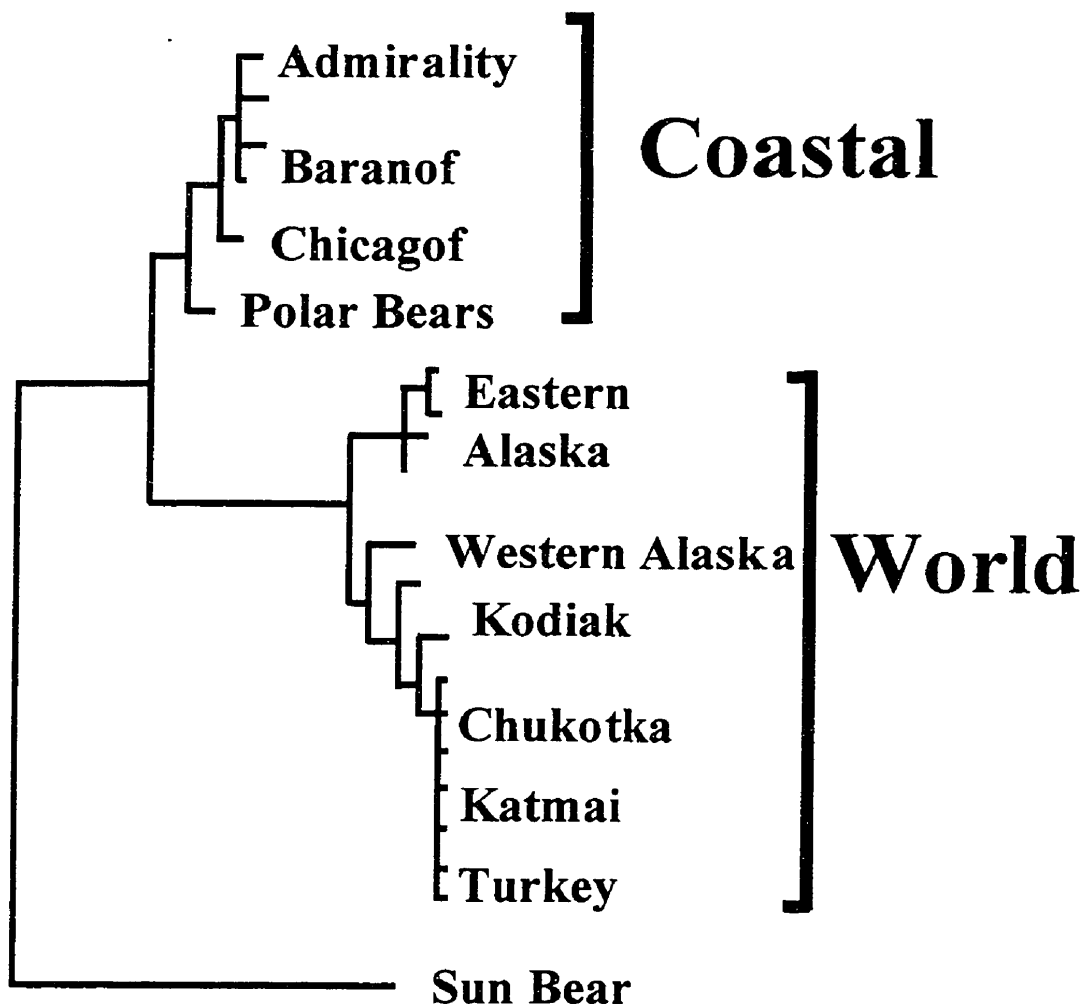 Admirality
Coastal
Baranof
Chicagof
Polar Bears
Eastern
Alaska
Western Alaska
World
Kodiak
Chukotka
Katmai
Turkey
Sun Bear